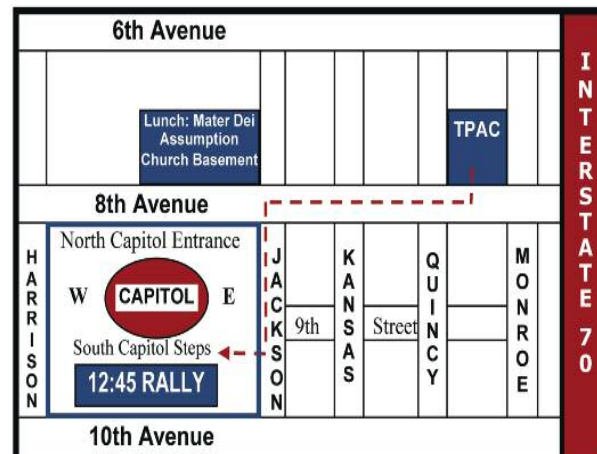 6th Avenue
Lunch: Mater Dei
Assumption
Church Basement
TPAC
INTERSTATE 70
8th Avenue
HARRISON
North Capitol Entrance
W CAPITOL E
South Capitol Steps
12:45 RALLY
JACKSON
9th Street
KANSAS
QUINCY
MONROE
10th Avenue